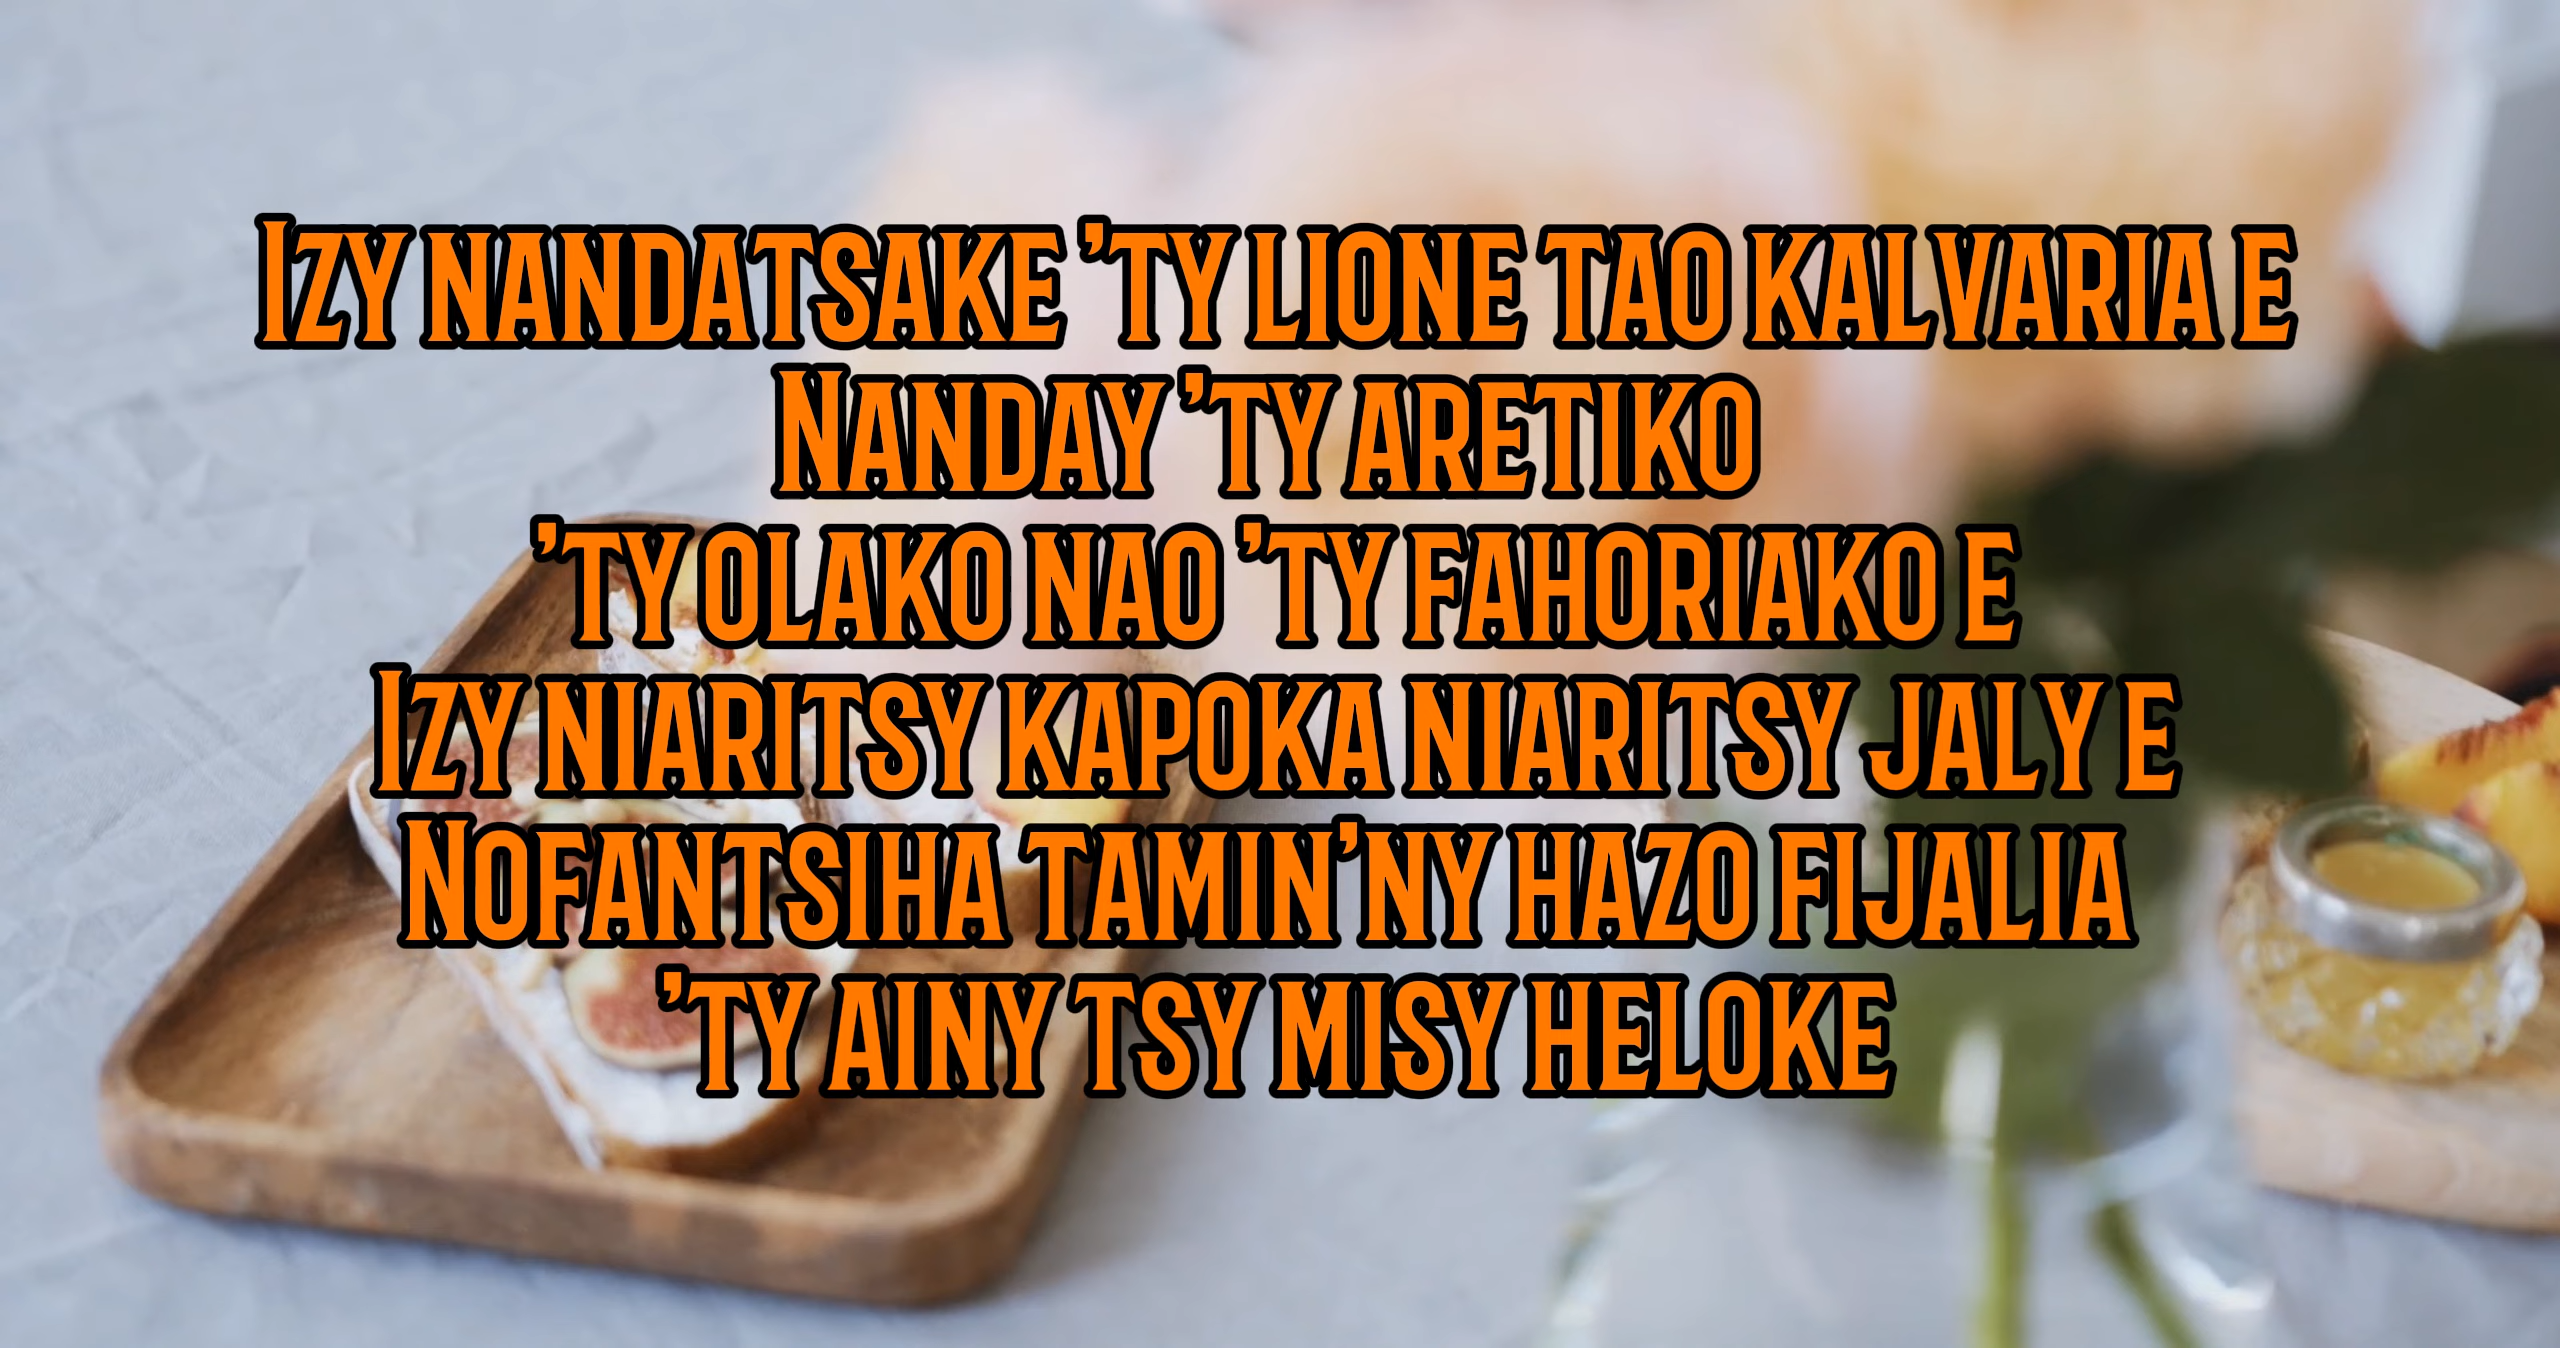 Izy nandatsake 'ty lione tao kalvaria e
Nanday 'ty aretiko
'ty olako nao 'ty fahoriako e
Izy niaritsy kapoka niaritsy jaly e
Nofantsiha tamin'ny hazo fijalia
'ty ainy tsy misy heloke